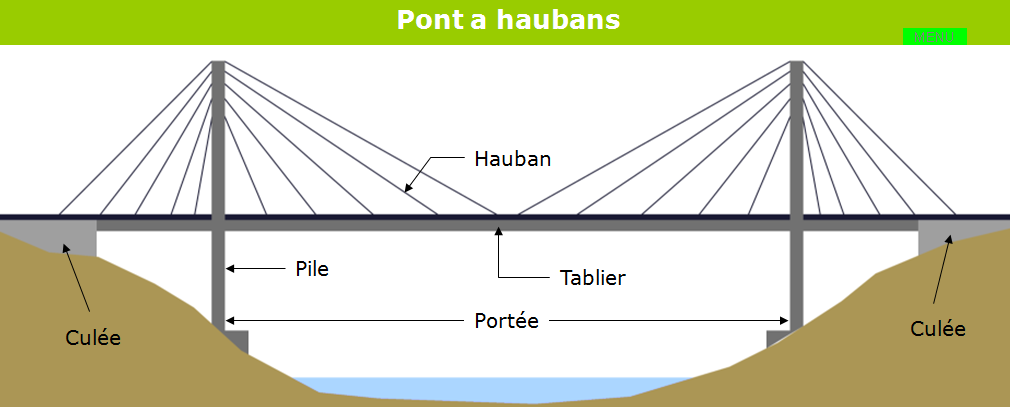 Pont a haubans
MENU
Hauban
Pile
Tablier
Portée
Culée
Culée